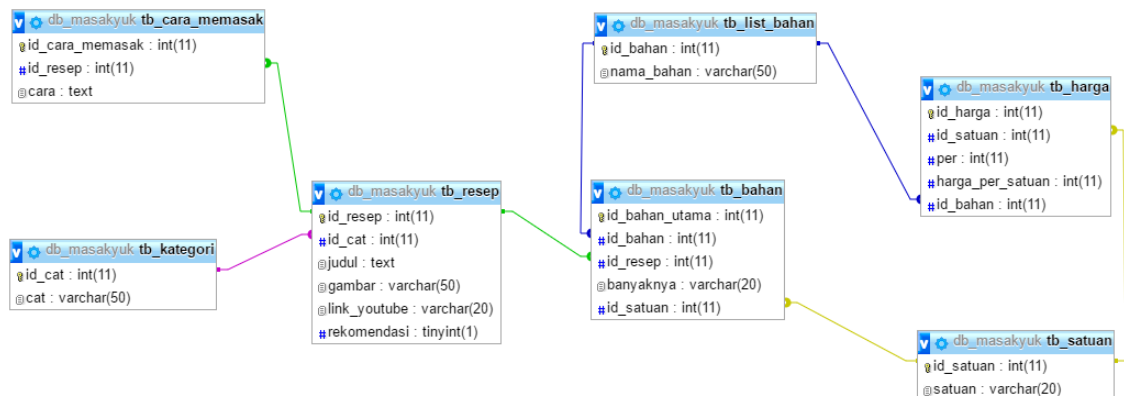 db_masakyuk tb_cara_memasak
id_cara_memasak : int(11)
id_resep : int(11)
cara : text
db_masakyuk tb_kategori
id_cat : int(11)
cat : varchar(50)
db_masakyuk tb_resep
id_resep : int(11)
id_cat : int(11)
judul : text
gambar : varchar(50)
link_youtube : varchar(20)
rekomendasi : tinyint(1)
db_masakyuk tb_list_bahan
id_bahan : int(11)
nama_bahan : varchar(50)
db_masakyuk tb_bahan
id_bahan_utama : int(11)
id_bahan : int(11)
id_resep : int(11)
banyaknya : varchar(20)
id_satuan : int(11)
db_masakyuk tb_harga
id_harga : int(11)
id_satuan : int(11)
per : int(11)
harga_per_satuan : int(11)
id_bahan : int(11)
db_masakyuk tb_satuan
id_satuan : int(11)
satuan : varchar(20)